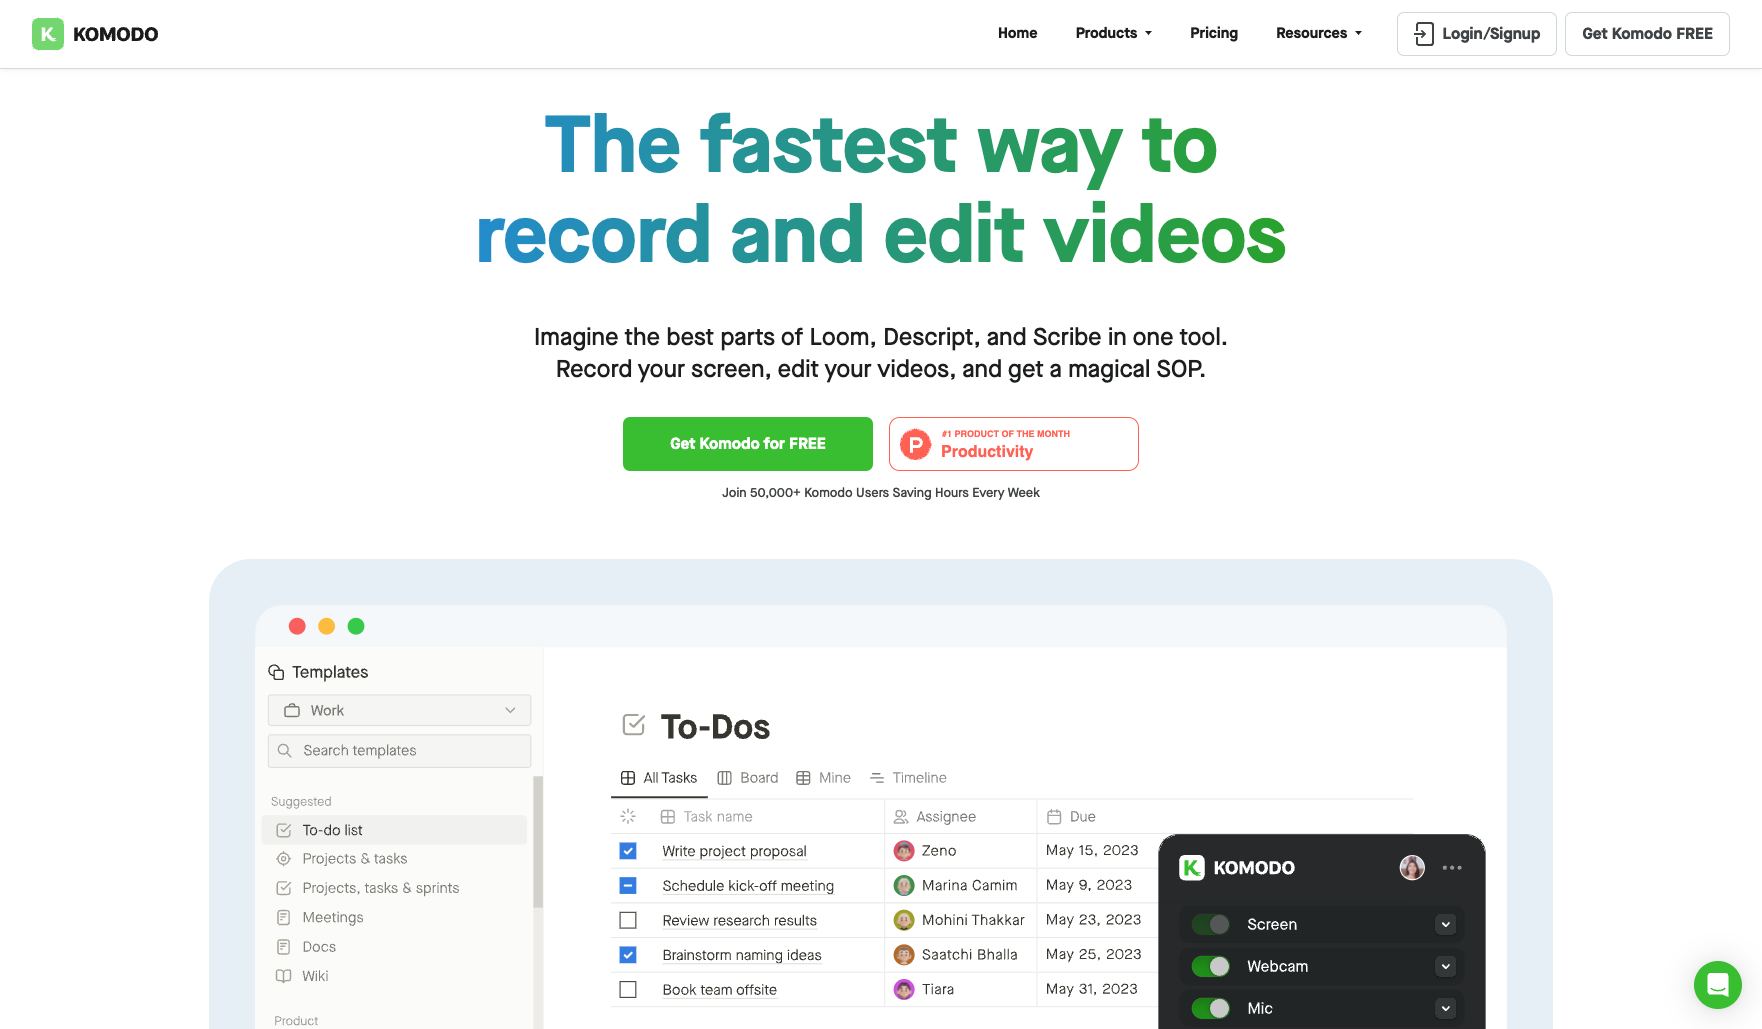 KOMODO
Home Products Pricing Resources Login/Signup Get Komodo FREE
The fastest way to
record and edit videos
Imagine the best parts of Loom, Descript, and Scribe in one tool.
Record your screen, edit your videos, and get a magical SOP.
Get Komodo for FREE
#1 PRODUCT OF THE MONTH
Productivity
Join 50,000+ Komodo Users Saving Hours Every Week
Templates
Work
Search templates
Suggested
To-do list
Projects & tasks
Projects, tasks & sprints
Meetings
Docs
Wiki
Product
To-Dos
All Tasks Board Mine Timeline
Task name Assignee Due
Write project proposal Zeno May 15, 2023
Schedule kick-off meeting Marina Camim May 9, 2023
Review research results Mohini Thakkar May 23, 2023
Brainstorm naming ideas Saatchi Bhalla May 25, 2023
Book team offsite Tiara May 31, 2023
KOMODO
Screen
Webcam
Mic